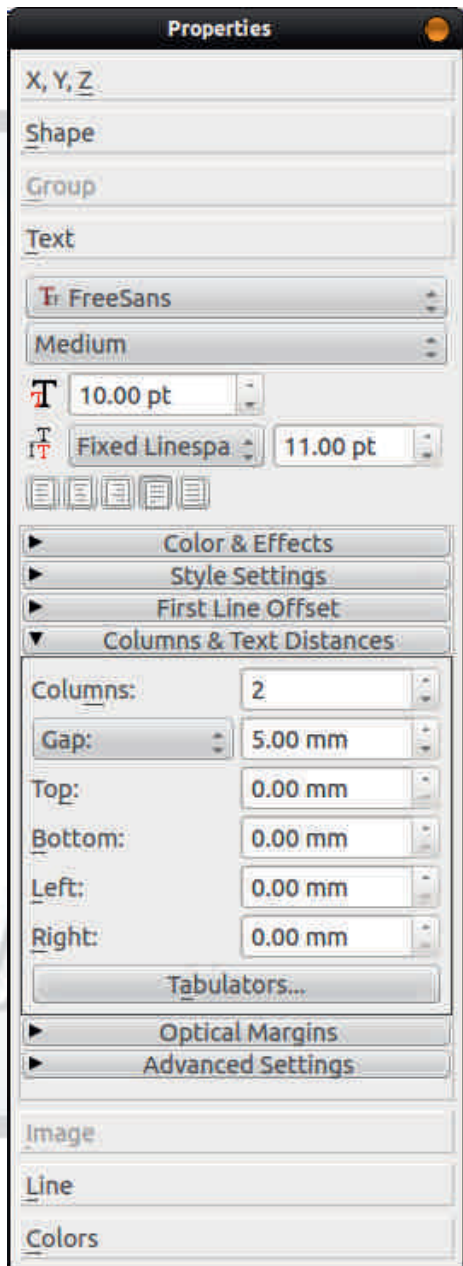 Properties
X, Y, Z
Shape
Group
Text
FreeSans
Medium
10.00 pt
Fixed Linespa 11.00 pt
Color & Effects
Style Settings
First Line Offset
Columns & Text Distances
Columns: 2
Gap: 5.00 mm
Top: 0.00 mm
Bottom: 0.00 mm
Left: 0.00 mm
Right: 0.00 mm
Tabulators...
Optical Margins
Advanced Settings
Image
Line
Colors